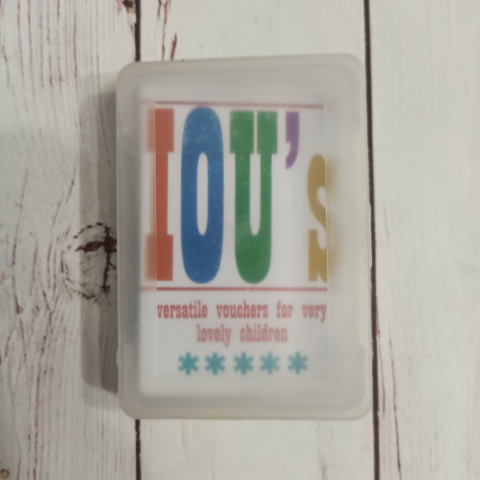 IOU's
versatile vouchers for very
lovely children
*****